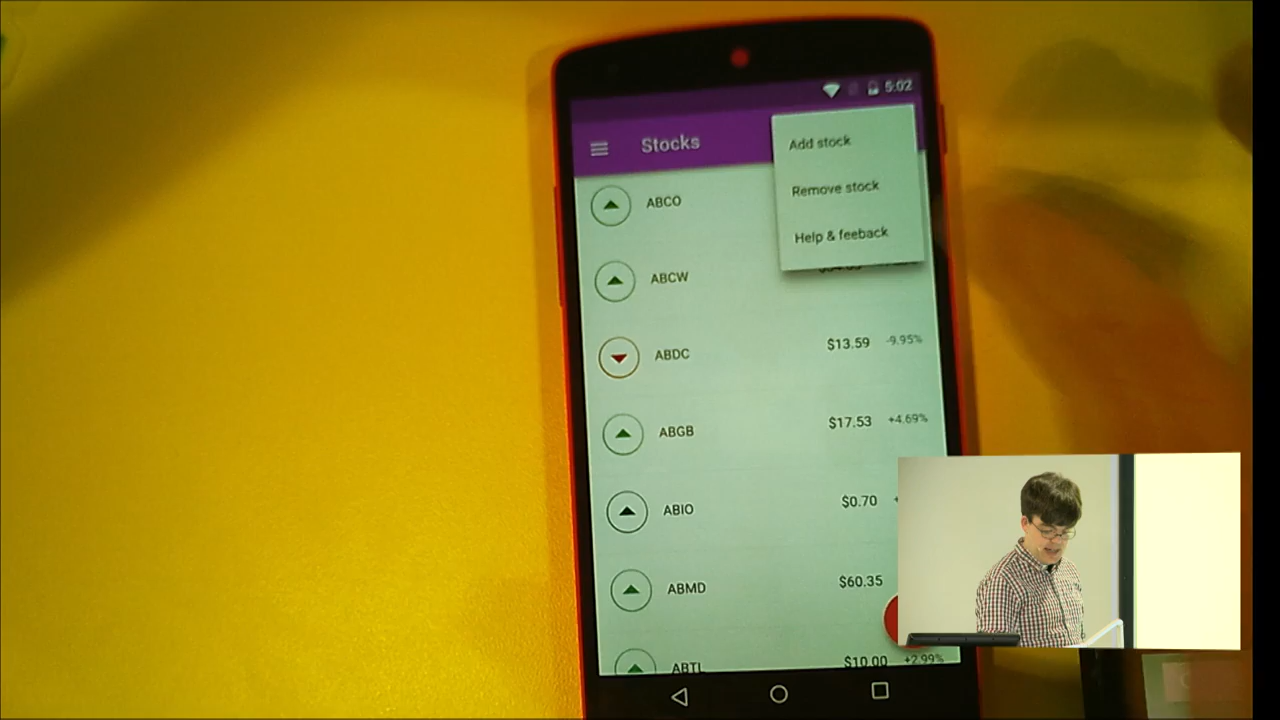 5:02
Stocks
Add stock
Remove stock
Help & feeback
ABCO
ABCW
ABDC $13.59 -9.95%
ABGB $17.53 +4.69%
ABIO $0.70
ABMD $60.35
ABTL $10.00 +2.99%